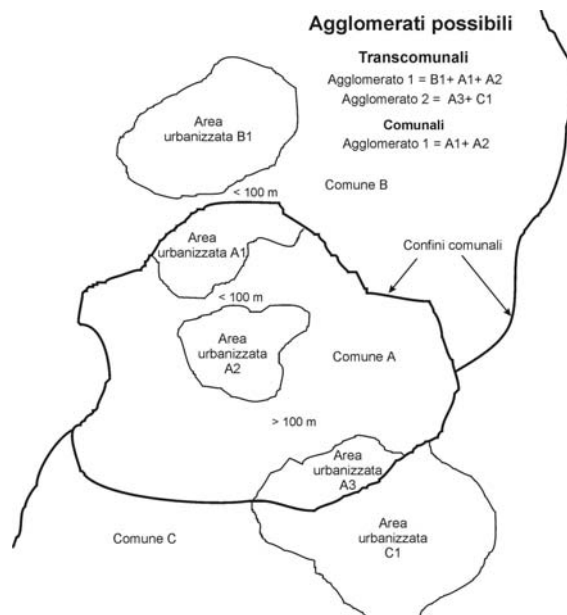 Agglomerati possibili
Transcomunali
Agglomerato 1 = B1+ A1+ A2
Agglomerato 2 = A3+ C1
Comunali
Agglomerato 1 = A1+ A2
Area
urbanizzata B1
Comune B
< 100 m
Area
urbanizzata A1
Confini comunali
< 100 m
Area
urbanizzata
A2
Comune A
> 100 m
Area
urbanizzata
A3
Comune C
Area
urbanizzata
C1